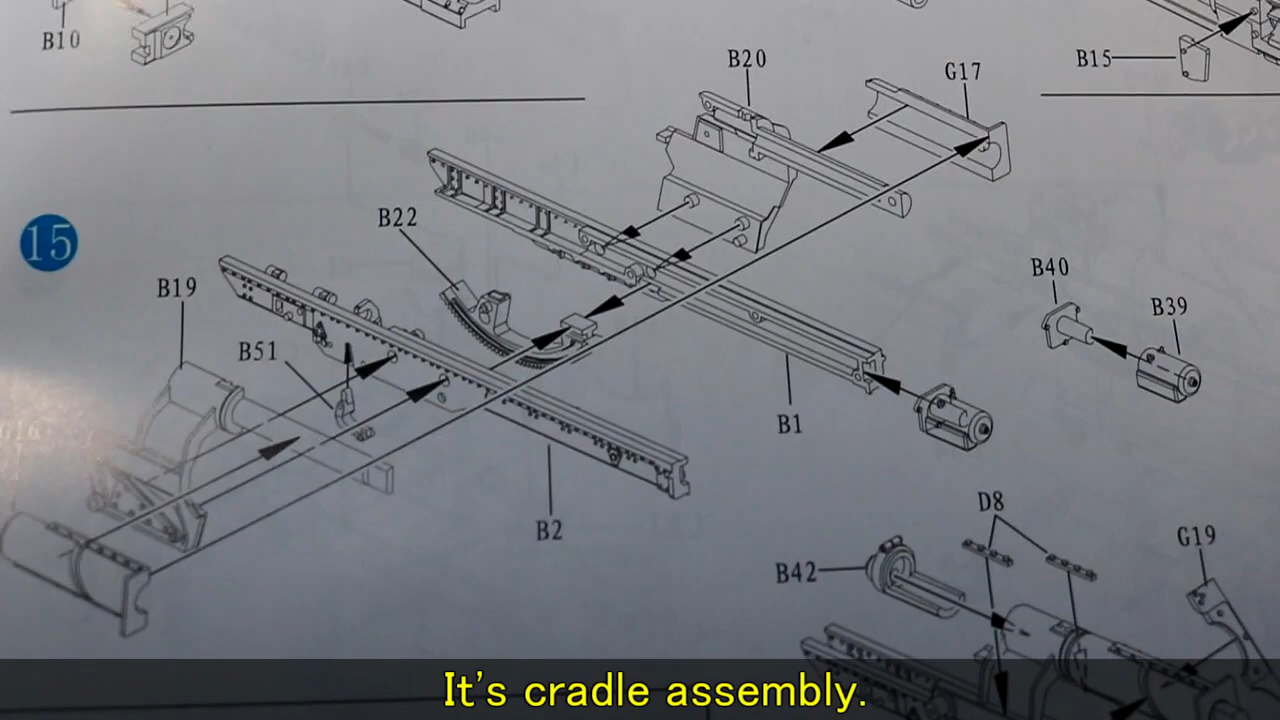 B10
B20
G17
B15
15
B22
B19
B51
B40
B39
B1
B2
D8
G19
B42
It's cradle assembly.